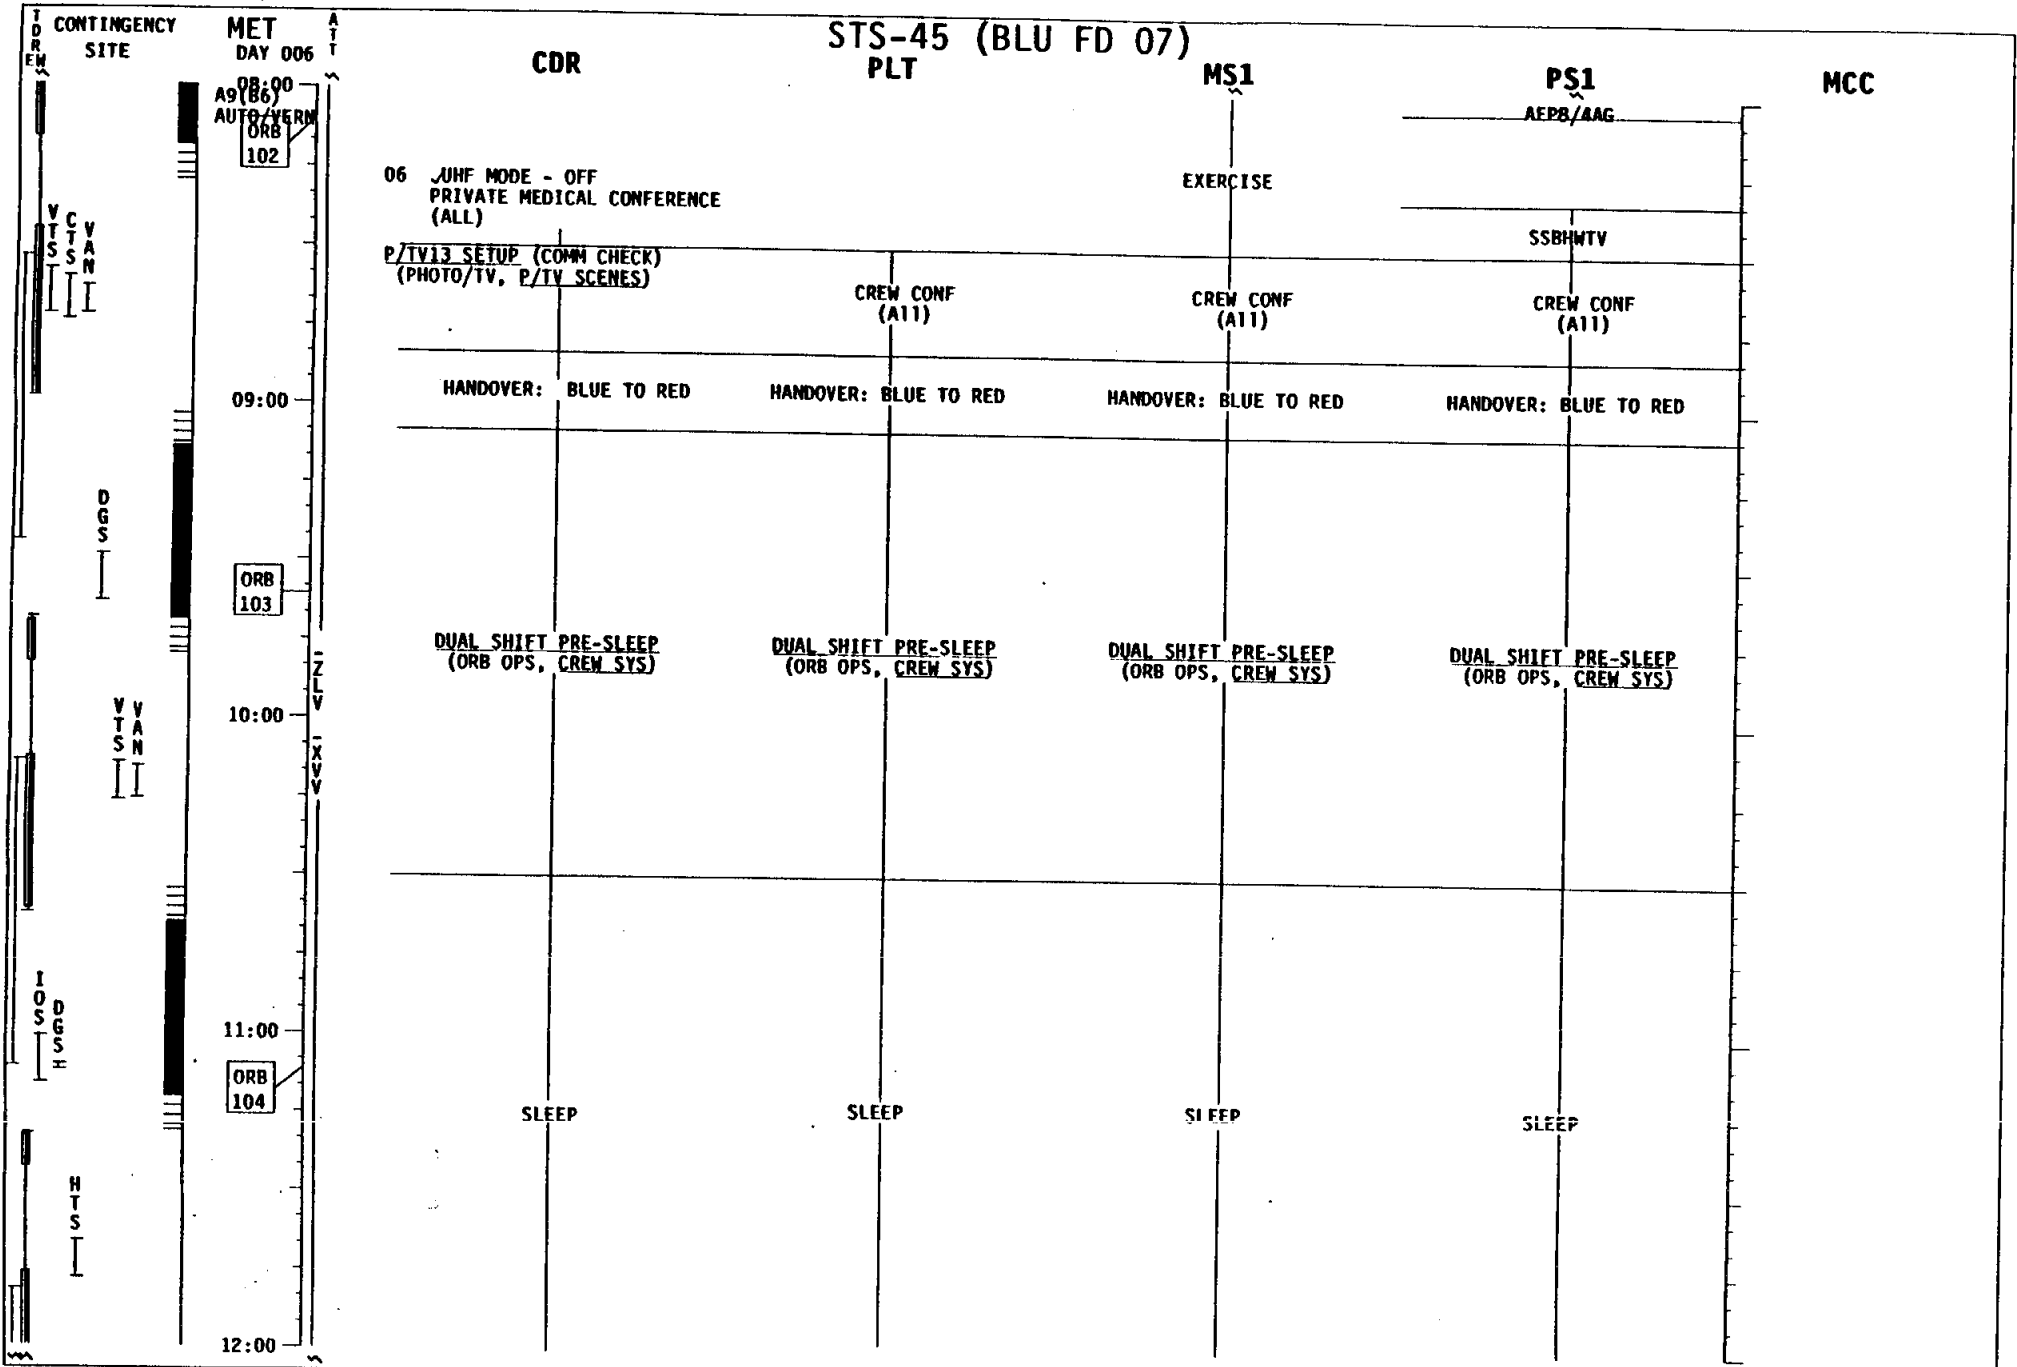 STS-45 (BLU FD 07)
TDRE W
CONTINGENCY
SITE
MET
DAY 006
ATT
CDR
PLT
MS1
PS1
MCC
08:00
A9(B6)
AUTO/VERN
ORB
102
AEPB/4AG
06 √UHF MODE - OFF
PRIVATE MEDICAL CONFERENCE
(ALL)
EXERCISE
VTS
CTS
VAN
SSBHWTV
P/TV13 SETUP (COMM CHECK)
(PHOTO/TV, P/TV SCENES)
CREW CONF
(All)
CREW CONF
(All)
CREW CONF
(All)
09:00
HANDOVER: BLUE TO RED
HANDOVER: BLUE TO RED
HANDOVER: BLUE TO RED
HANDOVER: BLUE TO RED
DGS
ORB
103
DUAL SHIFT PRE-SLEEP
(ORB OPS, CREW SYS)
DUAL SHIFT PRE-SLEEP
(ORB OPS, CREW SYS)
DUAL SHIFT PRE-SLEEP
(ORB OPS, CREW SYS)
DUAL SHIFT PRE-SLEEP
(ORB OPS, CREW SYS)
-ZLV -XVV
VTS
VAN
10:00
IOS
DGS
11:00
ORB
104
SLEEP
SLEEP
SLEEP
SLEEP
HTS
12:00